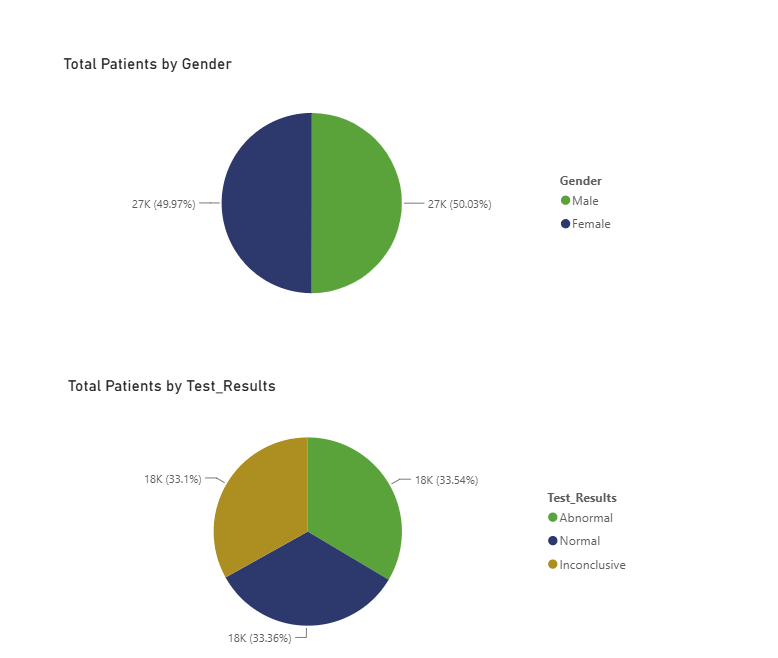 Total Patients by Gender
27K (49.97%)
27K (50.03%)
Gender
Male
Female
Total Patients by Test_Results
18K (33.1%)
18K (33.54%)
18K (33.36%)
Test_Results
Abnormal
Normal
Inconclusive